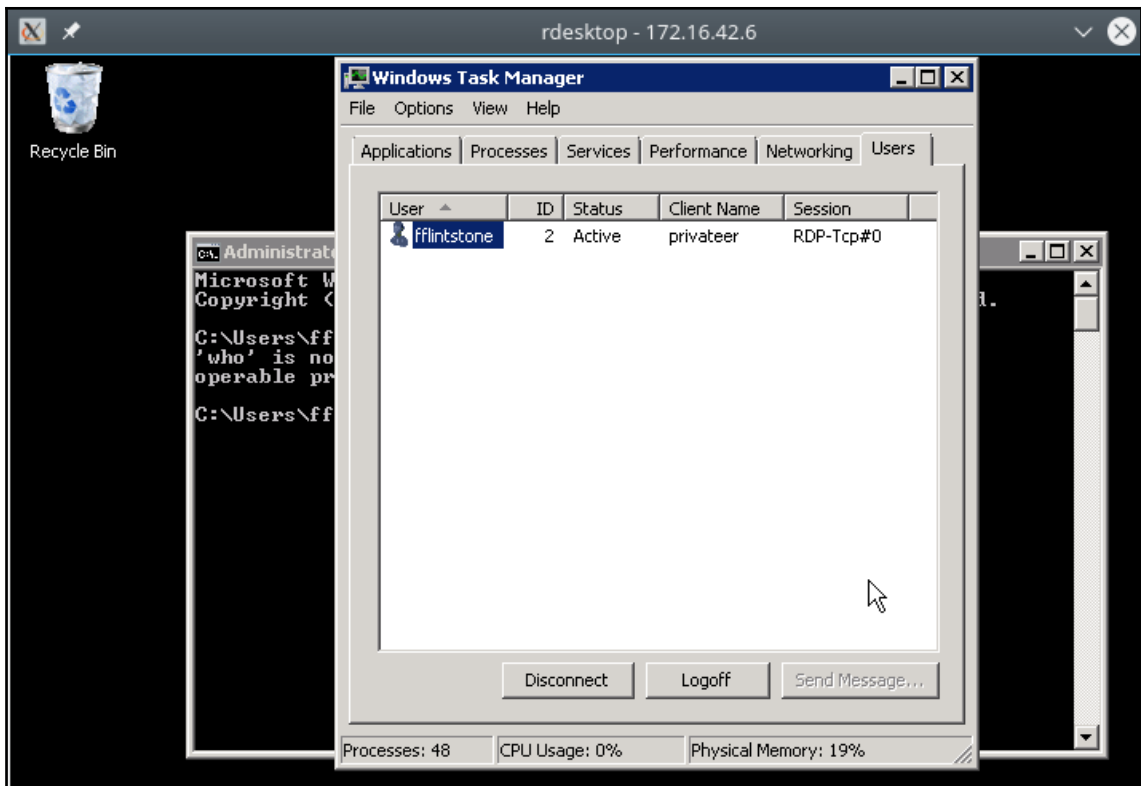 rdesktop - 172.16.42.6
Recycle Bin
Windows Task Manager
File Options View Help
Applications Processes Services Performance Networking Users
User ID Status Client Name Session
fflintstone 2 Active privateer RDP-Tcp#0
Disconnect Logoff Send Message...
Processes: 48 CPU Usage: 0% Physical Memory: 19%
Administrat
Microsoft W
Copyright ( d.
C:\Users\ff
'who' is no
operable pr
C:\Users\ff